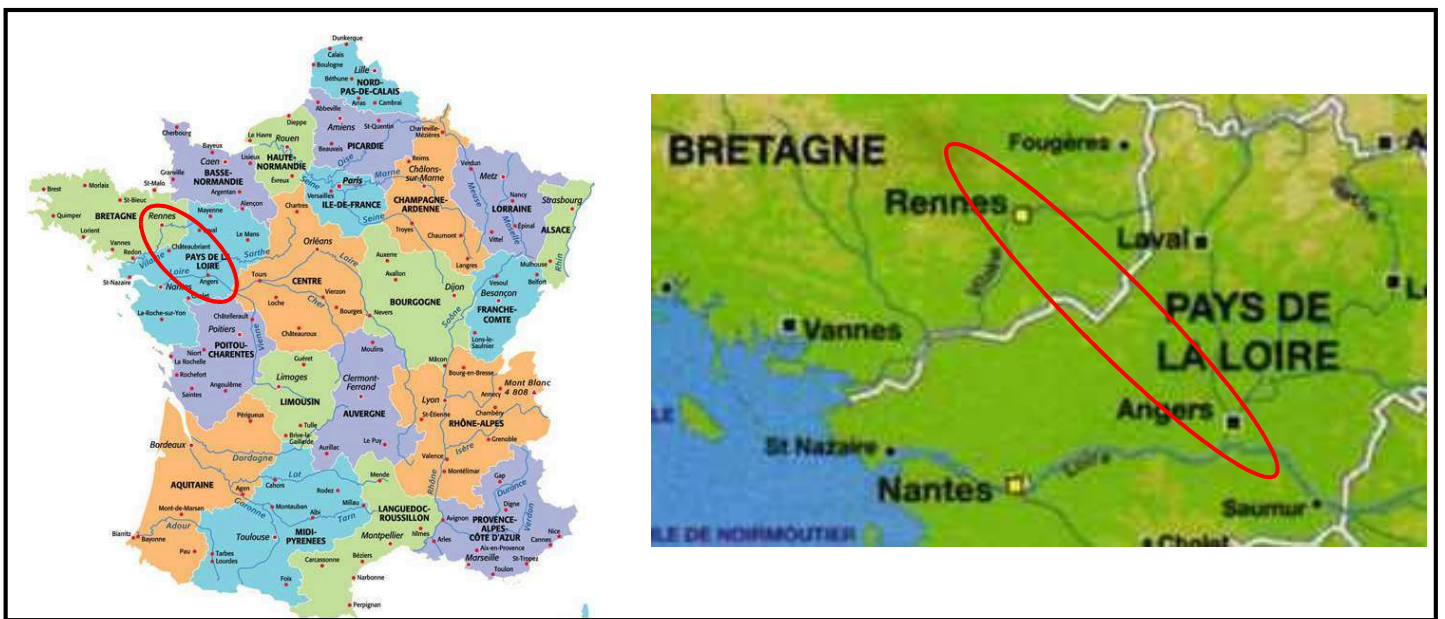 Dunkerque
Calais
Boulogne
Lille
Béthune
NORD-
PAS-DE-CALAIS
Arras
Cambrai
Abbeville
Cherbourg
Dieppe
Amiens
St-Quentin
Charleville-
Mézières
Le Havre
Rouen
PICARDIE
Bayeux
Lisieux
HAUTE-
NORMANDIE
Beauvais
Oise
Caen
BASSE-
NORMANDIE
Évreux
Reims
Verdun
Granville
Argentan
Seine
Paris
Marne
Châlons-
sur-Marne
Metz
Brest
Morlaix
St-Malo
Versailles
ILE-DE-FRANCE
Meuse
Nancy
Strasbourg
St-Bieuc
Alençon
Chartres
Seine
CHAMPAGNE-
ARDENNE
LORRAINE
Moselle
Quimper
BRETAGNE
Rennes
Mayenne
Troyes
Chaumont
Épinal
Vittel
ALSACE
Lorient
Laval
Le Mans
Orléans
Vannes
Redon
Châteaubriant
Sarthe
Loire
Auxerre
Langres
Mulhouse
Rhin
Vilaine
PAYS DE LA
LOIRE
Avallon
Vesoul
Belfort
St-Nazaire
Loire
Angers
Tours
CENTRE
Dijon
Besançon
Nantes
Cholet
Loche
Vierzon
Cher
BOURGOGNE
FRANCHE-
COMTE
La-Roche-sur-Yon
Châtellerault
Bourges
Nevers
Saône
Poitiers
Vienne
Châteauroux
Lons-le-
Saulnier
POITOU-
CHARENTES
Moulins
Niort
La Rochelle
Guéret
Mâcon
Bourg-en-Bresse
Rochefort
Limoges
Clermont-
Ferrand
Mont Blanc
4 808
Saintes
Angoulême
Annecy
Lyon
LIMOUSIN
AUVERGNE
St-Étienne
Chambéry
RHÔNE-ALPES
Périgueux
Tulle
Brive-la
Gaillarde
Le Puy
Grenoble
Bordeaux
Aurillac
Valence
Isère
Dordogne
Lot
Mende
Montélimar
Gap
AQUITAINE
Agen
Cahors
Rodez
Rhône
Durance
Mont-de-Marsan
Garonne
Montauban
Millau
LANGUEDOC-
ROUSSILLON
Digne
Verdon
Albi
Tarn
Avignon
PROVENCE-
ALPES-
CÔTE D'AZUR
Nice
Biarritz
Adour
Bayonne
Toulouse
MIDI-
PYRENEES
Montpellier
Nîmes
Arles
Cannes
Aix-en-Provence
Pau
Tarbes
Lourdes
Carcassonne
Béziers
Marseille
St-Tropez
Toulon
Foix
Narbonne
Perpignan
BRETAGNE
Fougeres
Rennes
Laval
Vilaine
PAYS DE
LA LOIRE
Vannes
Angers
St Nazaire
Loire
Nantes
Saumur
LE DE NOIRMOUTIER
Cholet